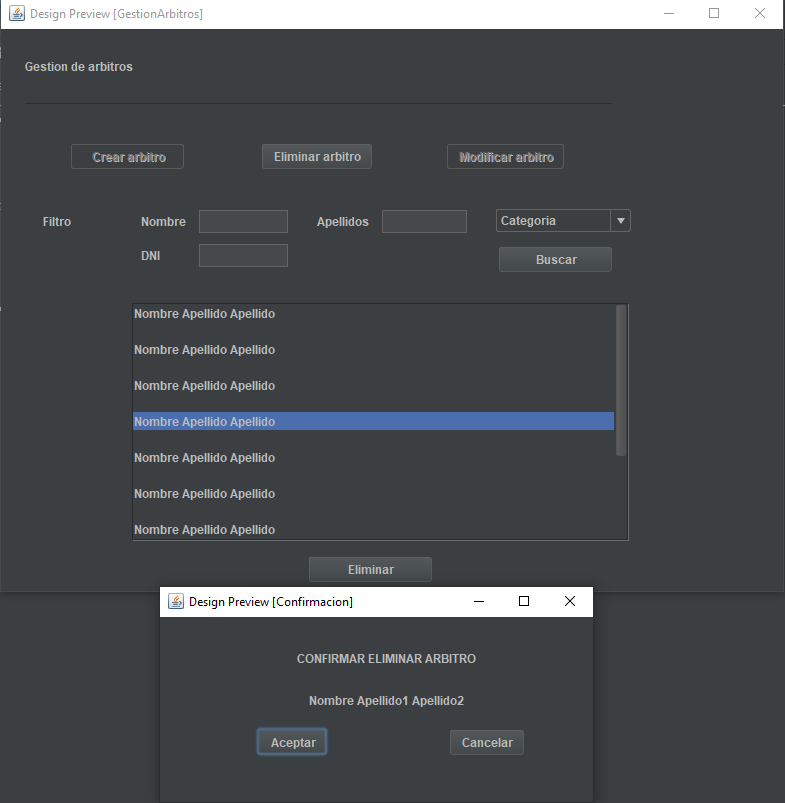 Design Preview [GestionArbitros]
Gestion de arbitros
Crear arbitro Eliminar arbitro Modificar arbitro
Filtro Nombre Apellidos Categoria
DNI Buscar
Nombre Apellido Apellido
Nombre Apellido Apellido
Nombre Apellido Apellido
Nombre Apellido Apellido
Nombre Apellido Apellido
Nombre Apellido Apellido
Nombre Apellido Apellido
Eliminar
Design Preview [Confirmacion]
CONFIRMAR ELIMINAR ARBITRO
Nombre Apellido1 Apellido2
Aceptar Cancelar